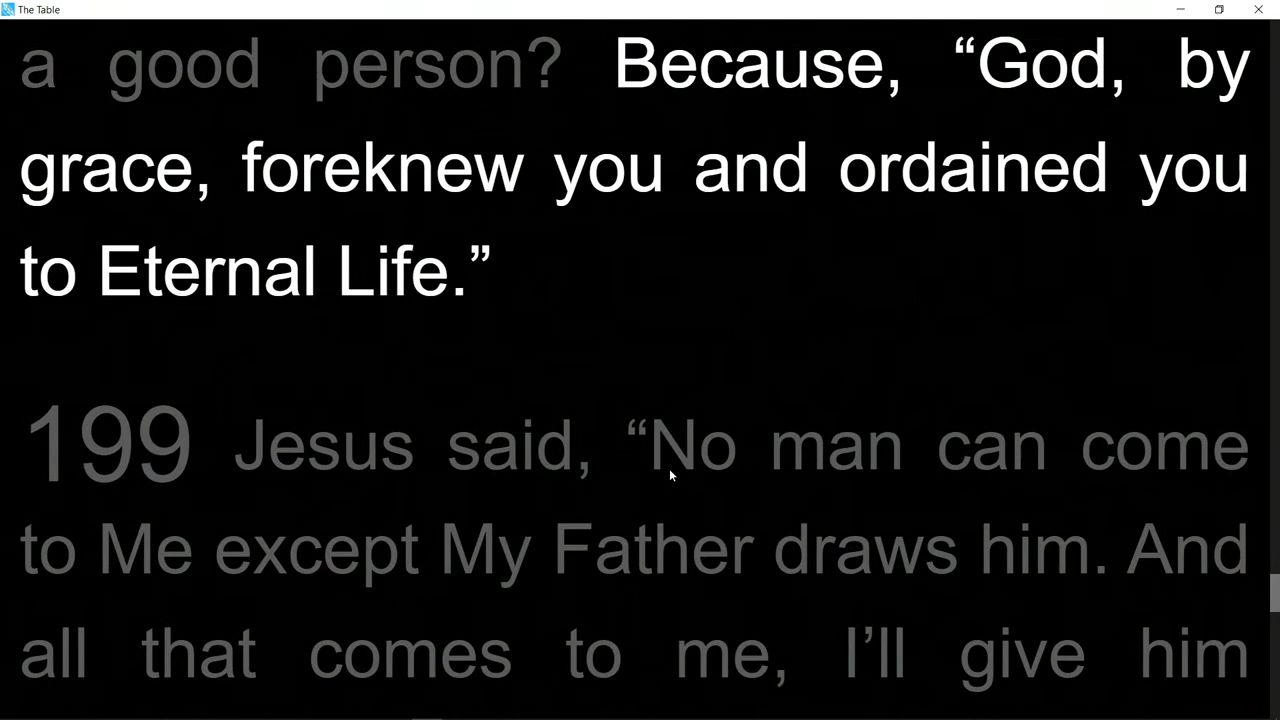 The Table
a good person? Because, “God, by
grace, foreknew you and ordained you
to Eternal Life.”
199 Jesus said, “No man can come
to Me except My Father draws him. And
all that comes to me, I’ll give him